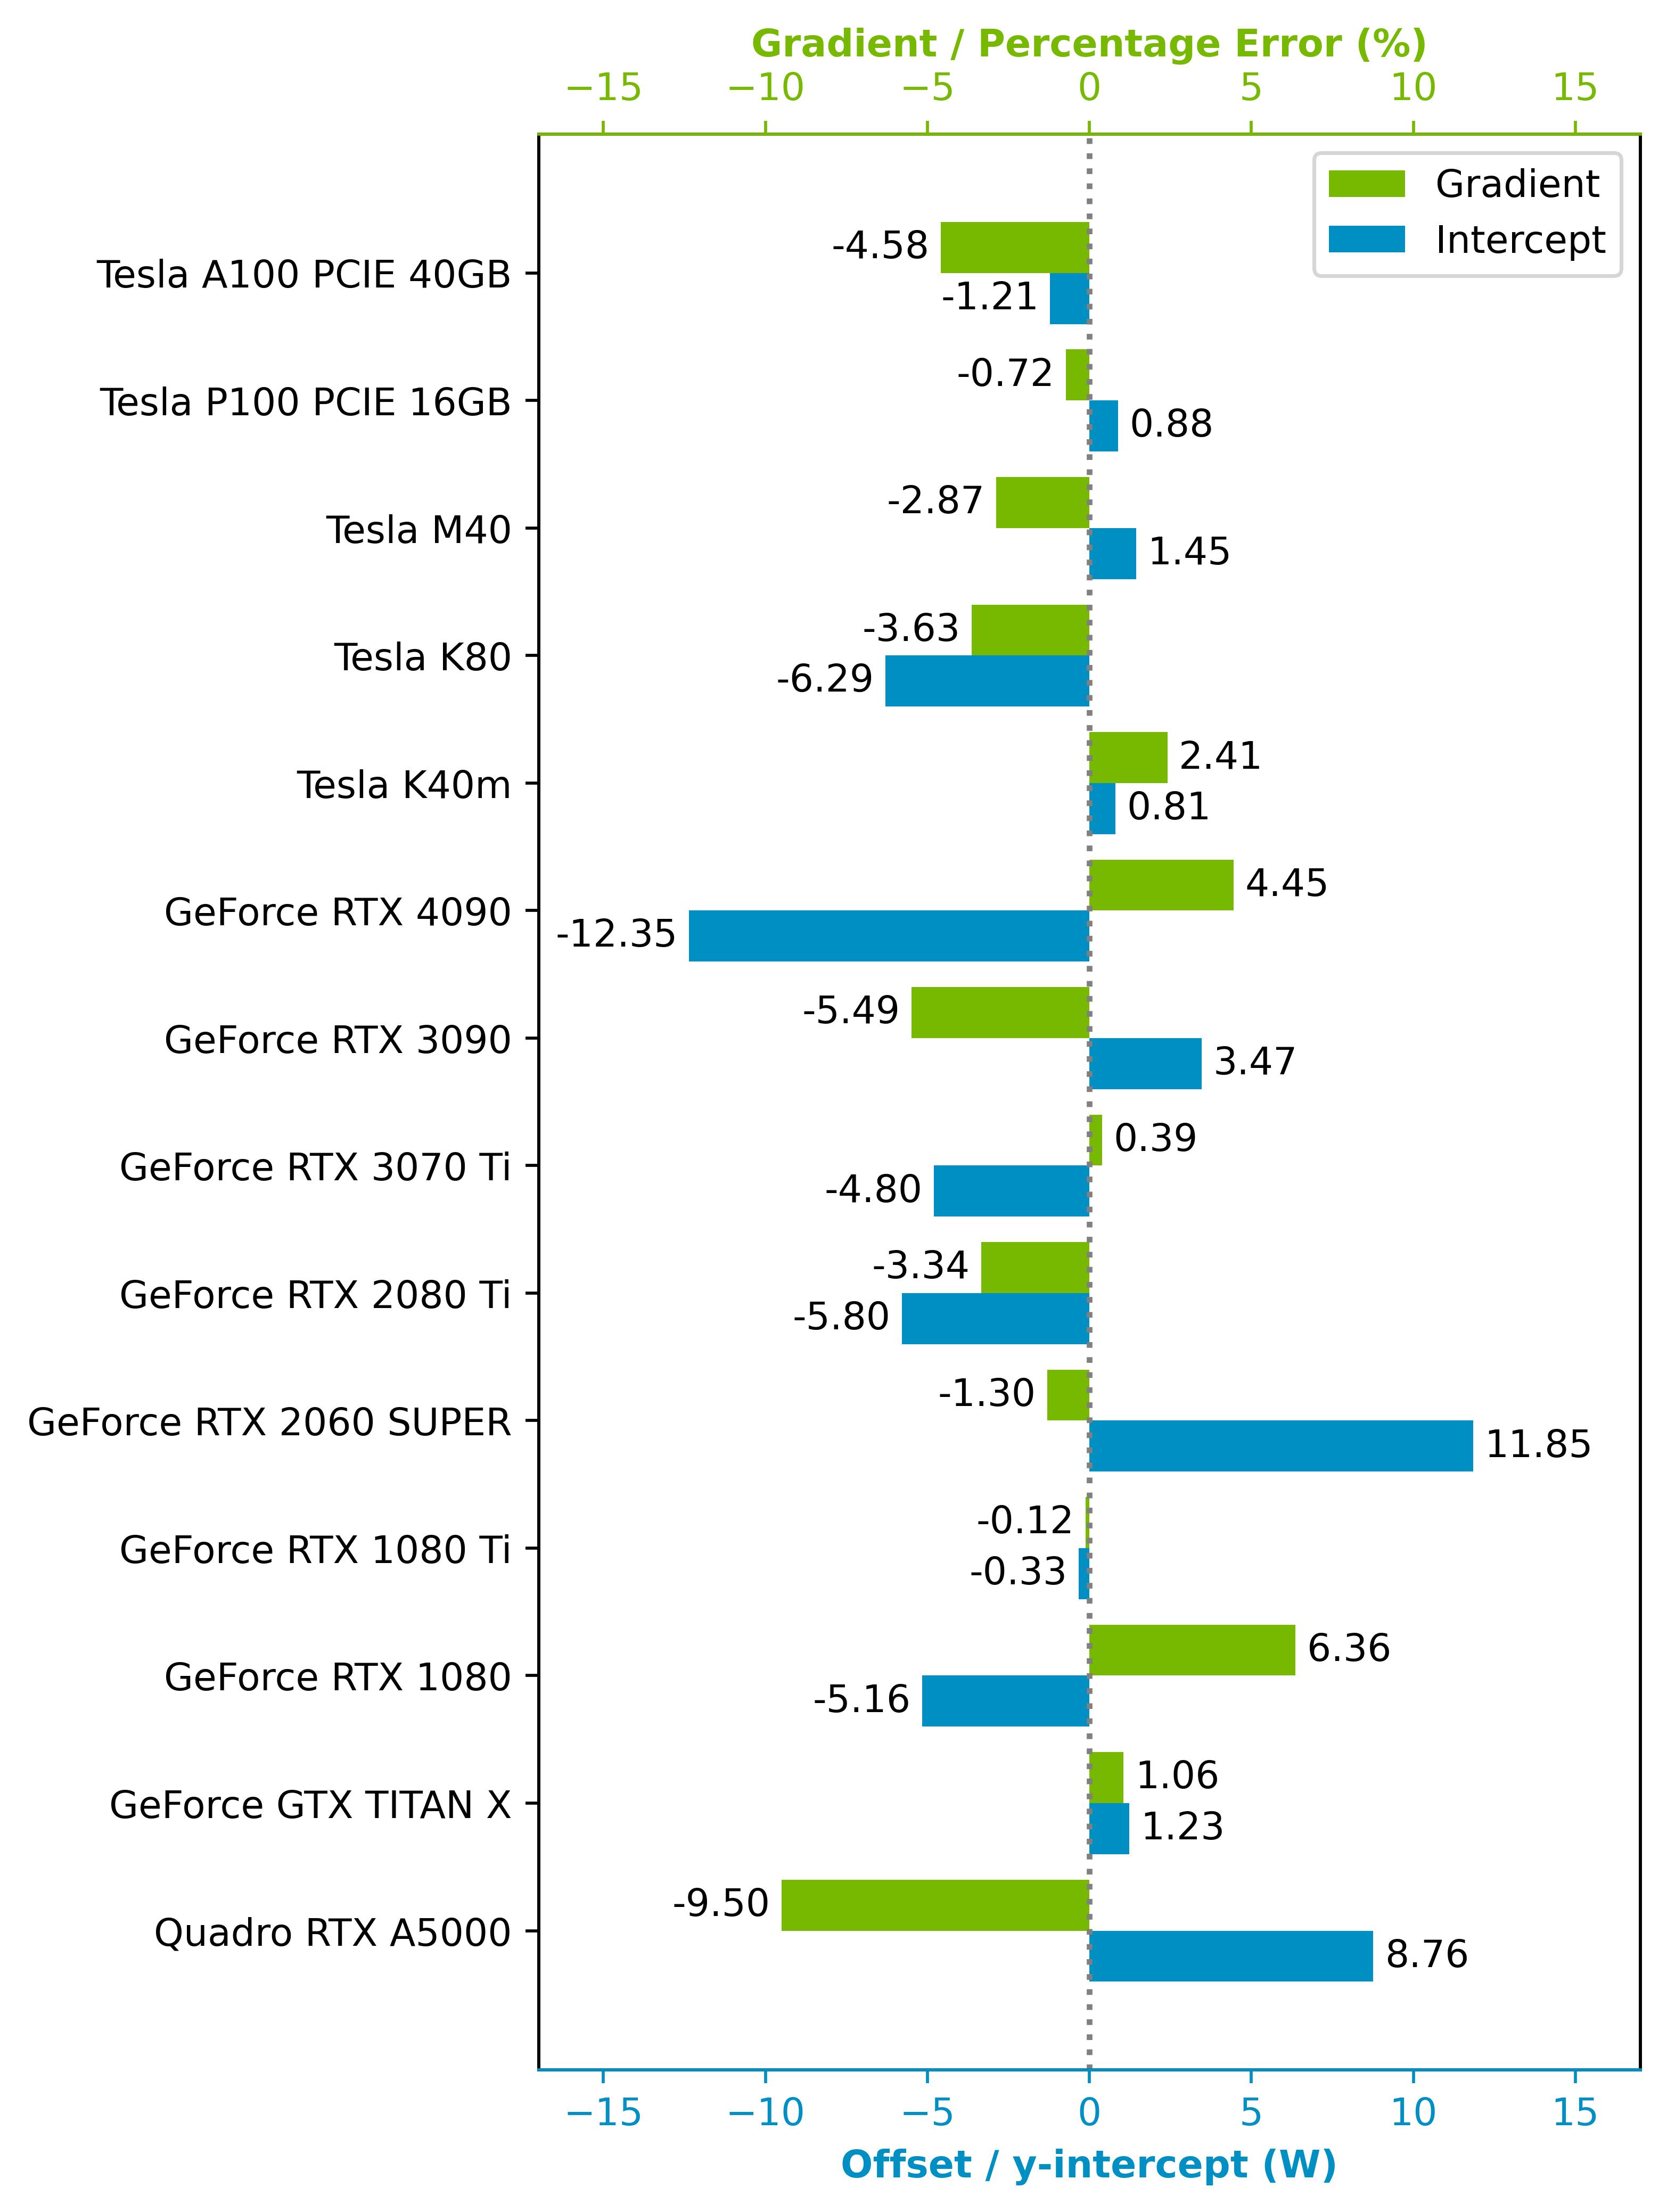 Gradient / Percentage Error (%)
−15 −10 −5 0 5 10 15
Gradient
Intercept
Tesla A100 PCIE 40GB
-4.58
-1.21
Tesla P100 PCIE 16GB
-0.72
0.88
Tesla M40
-2.87
1.45
Tesla K80
-3.63
-6.29
Tesla K40m
2.41
0.81
GeForce RTX 4090
4.45
-12.35
GeForce RTX 3090
-5.49
3.47
GeForce RTX 3070 Ti
0.39
-4.80
GeForce RTX 2080 Ti
-3.34
-5.80
GeForce RTX 2060 SUPER
-1.30
11.85
GeForce RTX 1080 Ti
-0.12
-0.33
GeForce RTX 1080
6.36
-5.16
GeForce GTX TITAN X
1.06
1.23
Quadro RTX A5000
-9.50
8.76
−15 −10 −5 0 5 10 15
Offset / y-intercept (W)